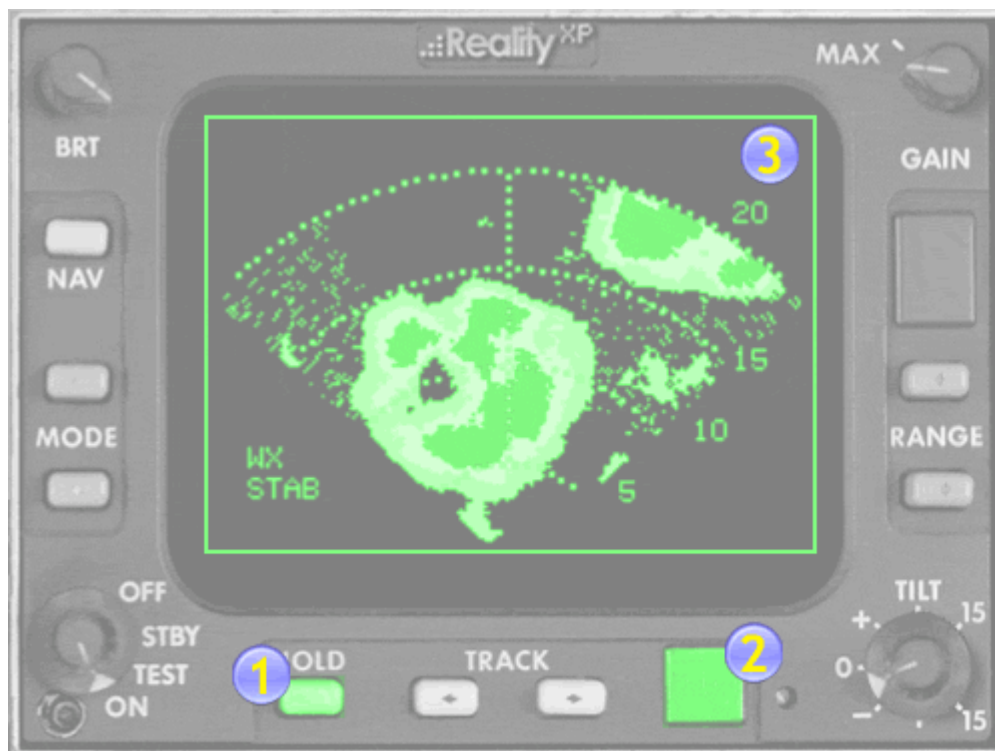 Reality XP
MAX
BRT
GAIN
3
20
NAV
15
MODE
10
RANGE
WX
STAB
5
OFF
TILT
+
15
STBY
2
1
HOLD
TRACK
TEST
0
ON
−
15